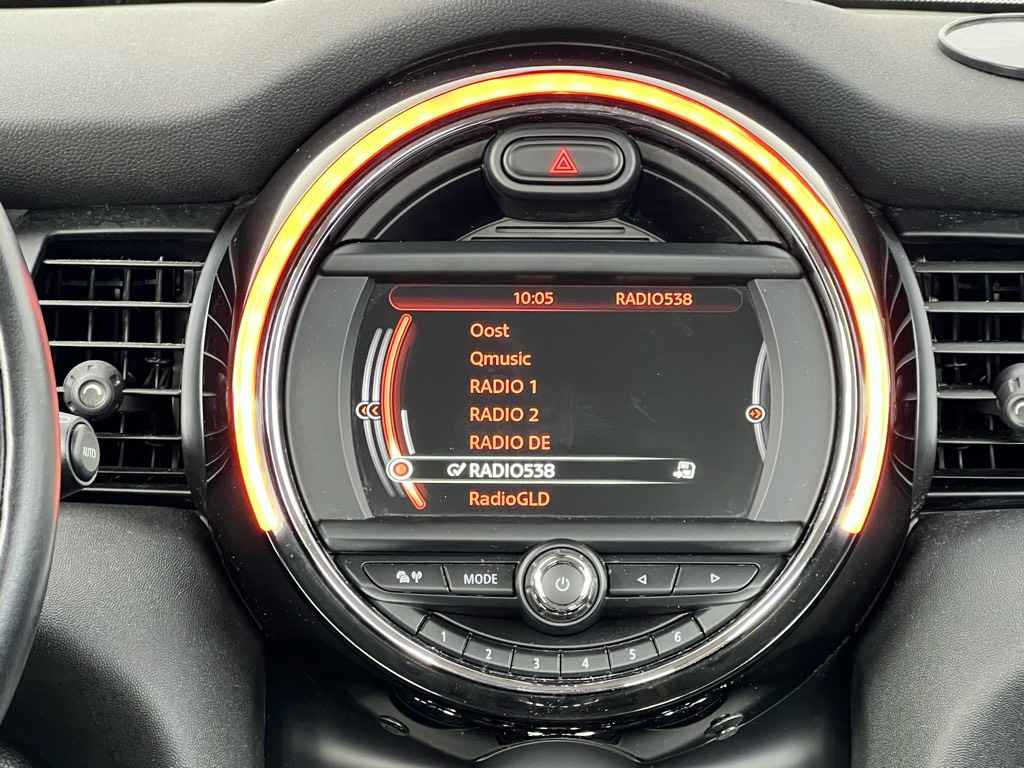 10:05 RADIO538
Oost
Qmusic
RADIO 1
RADIO 2
RADIO DE
RADIO538
RadioGLD
AUTO
MODE
1 2 3 4 5 6